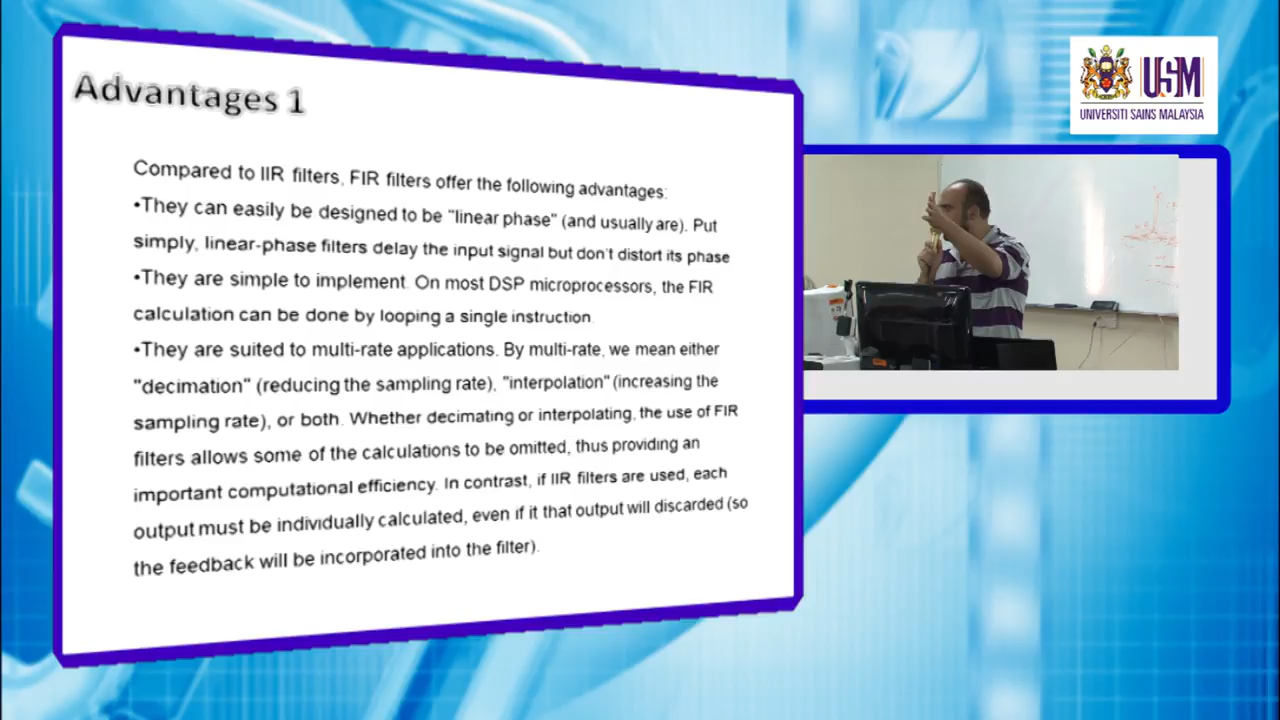 Advantages 1
Compared to IIR filters, FIR filters offer the following advantages:
•They can easily be designed to be "linear phase" (and usually are). Put
simply, linear-phase filters delay the input signal but don't distort its phase
•They are simple to implement. On most DSP microprocessors, the FIR
calculation can be done by looping a single instruction.
•They are suited to multi-rate applications. By multi-rate, we mean either
"decimation" (reducing the sampling rate), "interpolation" (increasing the
sampling rate), or both. Whether decimating or interpolating, the use of FIR
filters allows some of the calculations to be omitted, thus providing an
important computational efficiency. In contrast, if IIR filters are used, each
output must be individually calculated, even if it that output will discarded (so
the feedback will be incorporated into the filter).
USM
UNIVERSITI SAINS MALAYSIA